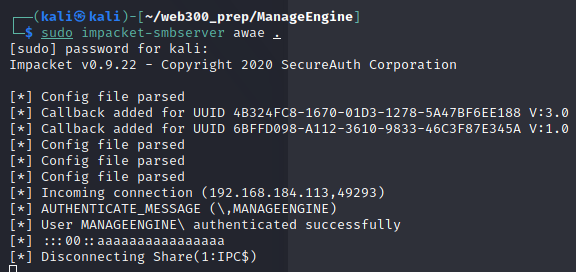 ┌──(kali㉿kali)-[~/web300_prep/ManageEngine]
└─$ sudo impacket-smbserver awae .
[sudo] password for kali:
Impacket v0.9.22 - Copyright 2020 SecureAuth Corporation
[*] Config file parsed
[*] Callback added for UUID 4B324FC8-1670-01D3-1278-5A47BF6EE188 V:3.0
[*] Callback added for UUID 6BFFD098-A112-3610-9833-46C3F87E345A V:1.0
[*] Config file parsed
[*] Config file parsed
[*] Config file parsed
[*] Incoming connection (192.168.184.113,49293)
[*] AUTHENTICATE_MESSAGE (\,MANAGEENGINE)
[*] User MANAGEENGINE\ authenticated successfully
[*] :::00::aaaaaaaaaaaaaaaa
[*] Disconnecting Share(1:IPC$)